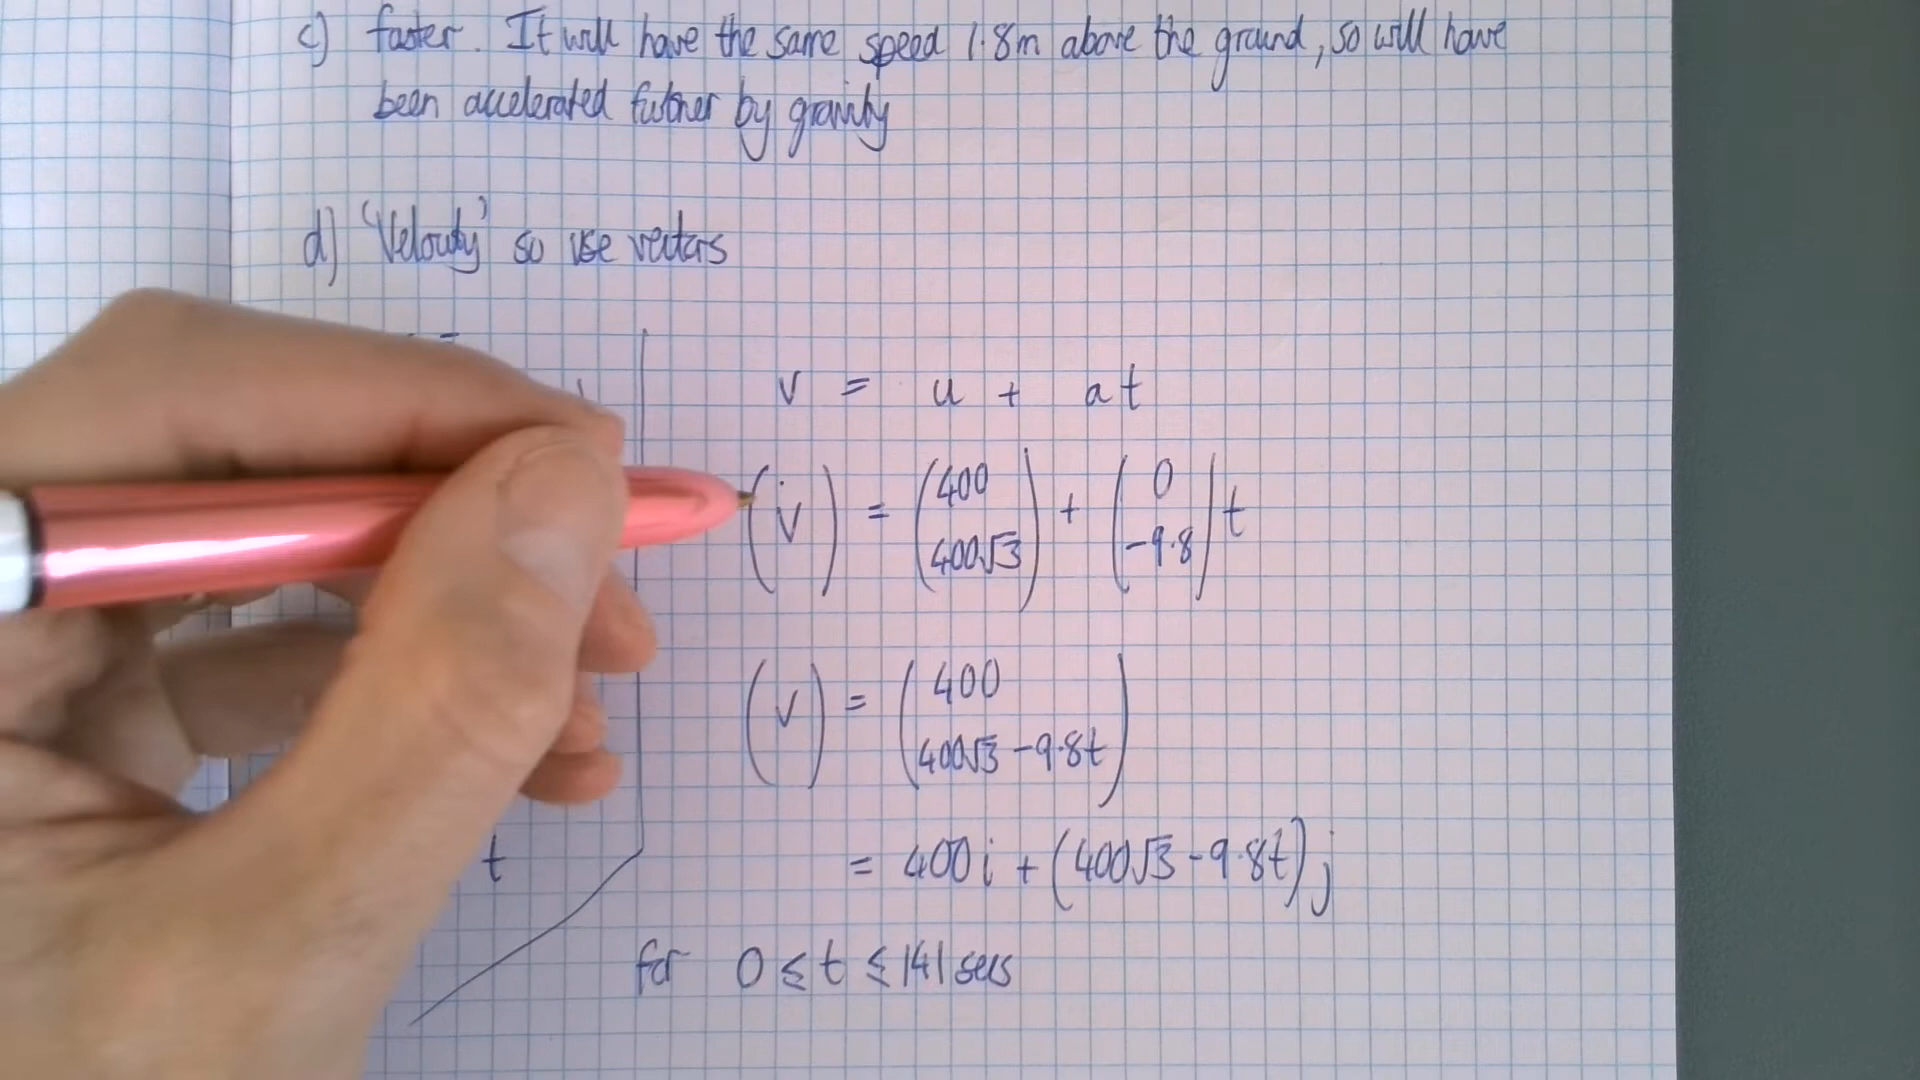 c) faster. It will have the same speed 1.8m above the ground, so will have
been accelerated further by gravity
d) 'Velocity' so use vectors
v = u + at
(v) = (400 400√3) + (0 -9.8) t
(v) = (400 400√3 -9.8t)
= 400i + (400√3 -9.8t)j
t
for 0 ≤ t ≤ 141 secs